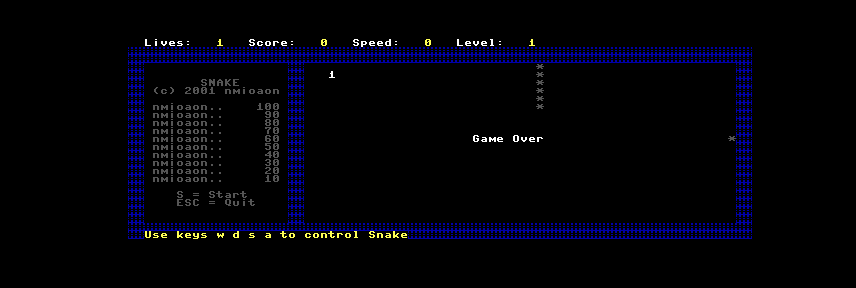 Lives: 1 Score: 0 Speed: 0 Level: 1
SNAKE
(c) 2001 nmioaon
nmioaon.. 100
nmioaon.. 90
nmioaon.. 80
nmioaon.. 70
nmioaon.. 60
nmioaon.. 50
nmioaon.. 40
nmioaon.. 30
nmioaon.. 20
nmioaon.. 10
S = Start
ESC = Quit
1
*
*
*
*
*
*
Game Over
*
Use keys w d s a to control Snake